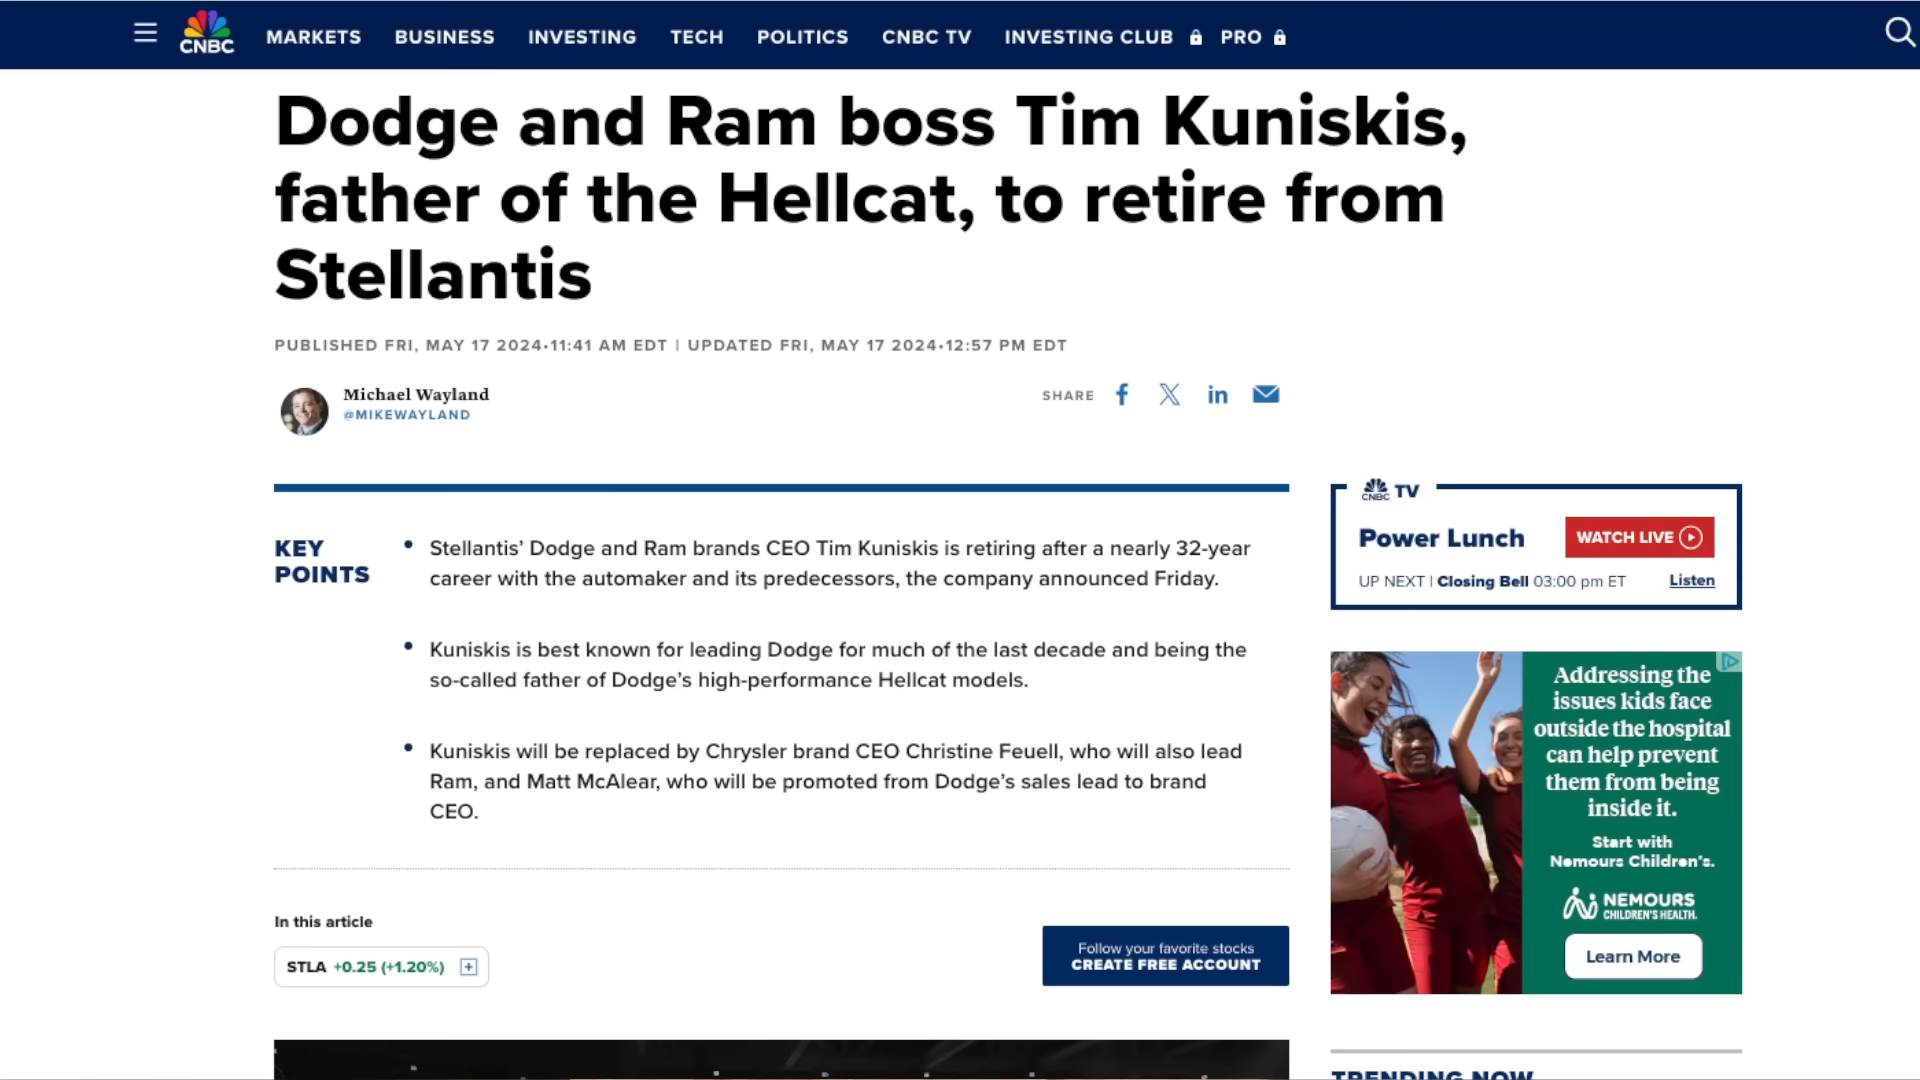 CNBC
MARKETS BUSINESS INVESTING TECH POLITICS CNBC TV INVESTING CLUB PRO
Dodge and Ram boss Tim Kuniskis,
father of the Hellcat, to retire from
Stellantis
PUBLISHED FRI, MAY 17 2024•11:41 AM EDT | UPDATED FRI, MAY 17 2024•12:57 PM EDT
Michael Wayland
@MIKEWAYLAND
SHARE
KEY
POINTS
• Stellantis’ Dodge and Ram brands CEO Tim Kuniskis is retiring after a nearly 32-year
career with the automaker and its predecessors, the company announced Friday.
• Kuniskis is best known for leading Dodge for much of the last decade and being the
so-called father of Dodge’s high-performance Hellcat models.
• Kuniskis will be replaced by Chrysler brand CEO Christine Feuell, who will also lead
Ram, and Matt McAlear, who will be promoted from Dodge’s sales lead to brand
CEO.
In this article
STLA +0.25 (+1.20%)
Follow your favorite stocks
CREATE FREE ACCOUNT
CNBC TV
Power Lunch
WATCH LIVE
UP NEXT | Closing Bell 03:00 pm ET
Listen
Addressing the
issues kids face
outside the hospital
can help prevent
them from being
inside it.
Start with
Nemours Children's.
NEMOURS
CHILDREN'S HEALTH.
Learn More
TRENDING NOW